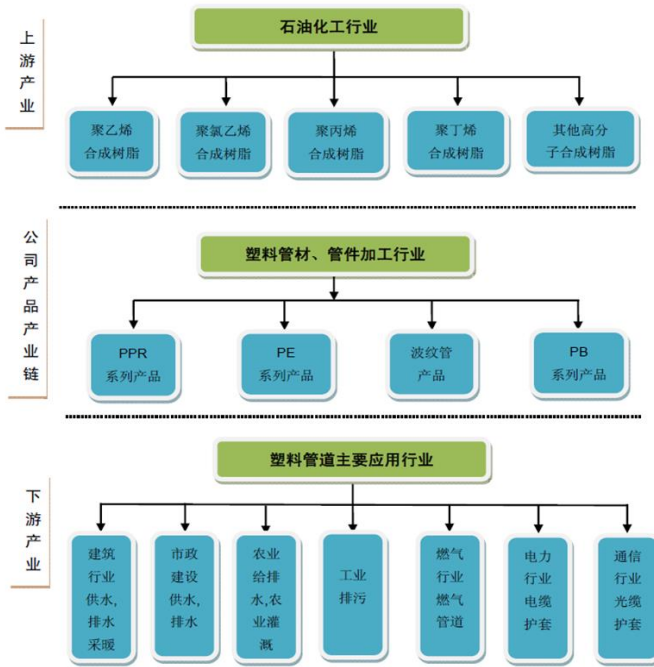 上游产业
石油化工行业
聚乙烯
合成树脂
聚氯乙烯
合成树脂
聚丙烯
合成树脂
聚丁烯
合成树脂
其他高分
子合成树脂
公司产品产业链
塑料管材、管件加工行业
PPR
系列产品
PE
系列产品
波纹管
产品
PB
系列产品
下游产业
塑料管道主要应用行业
建筑
行业
供水,
排水
采暖
市政
建设
供水,
排水
农业
给排
水,农
业灌
溉
工业
排污
燃气
行业
燃气
管道
电力
行业
电缆
护套
通信
行业
光缆
护套